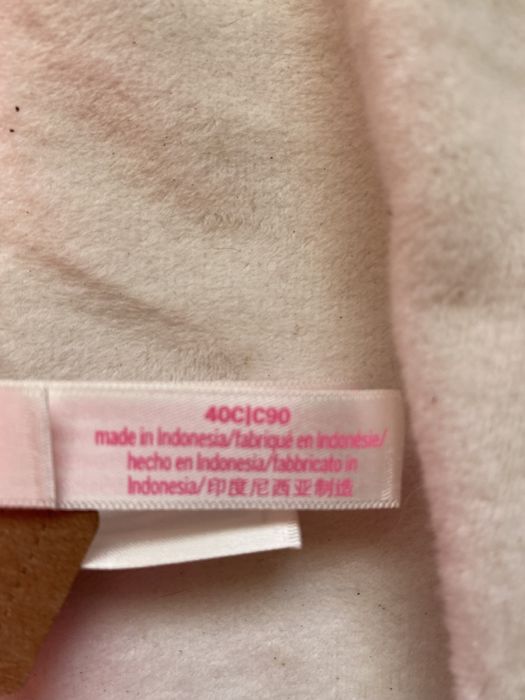 40C|C90
made in Indonesia/fabriqué en Indonésie/
hecho en Indonesia/fabbricato in
Indonesia/印度尼西亚制造